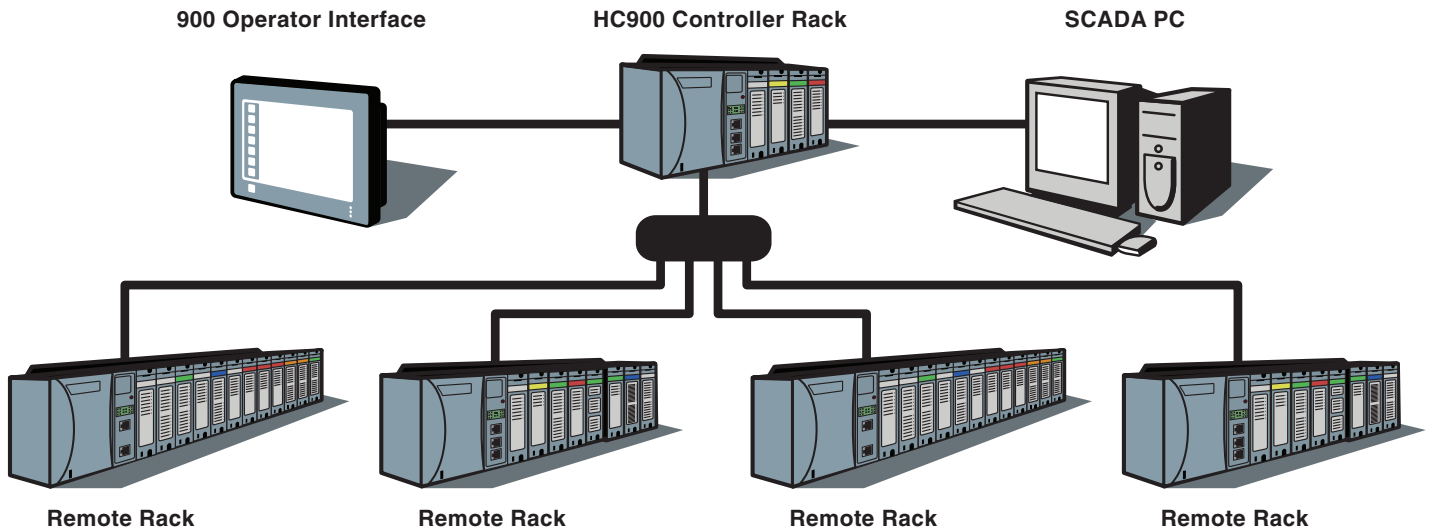 900 Operator Interface
HC900 Controller Rack
SCADA PC
Remote Rack
Remote Rack
Remote Rack
Remote Rack